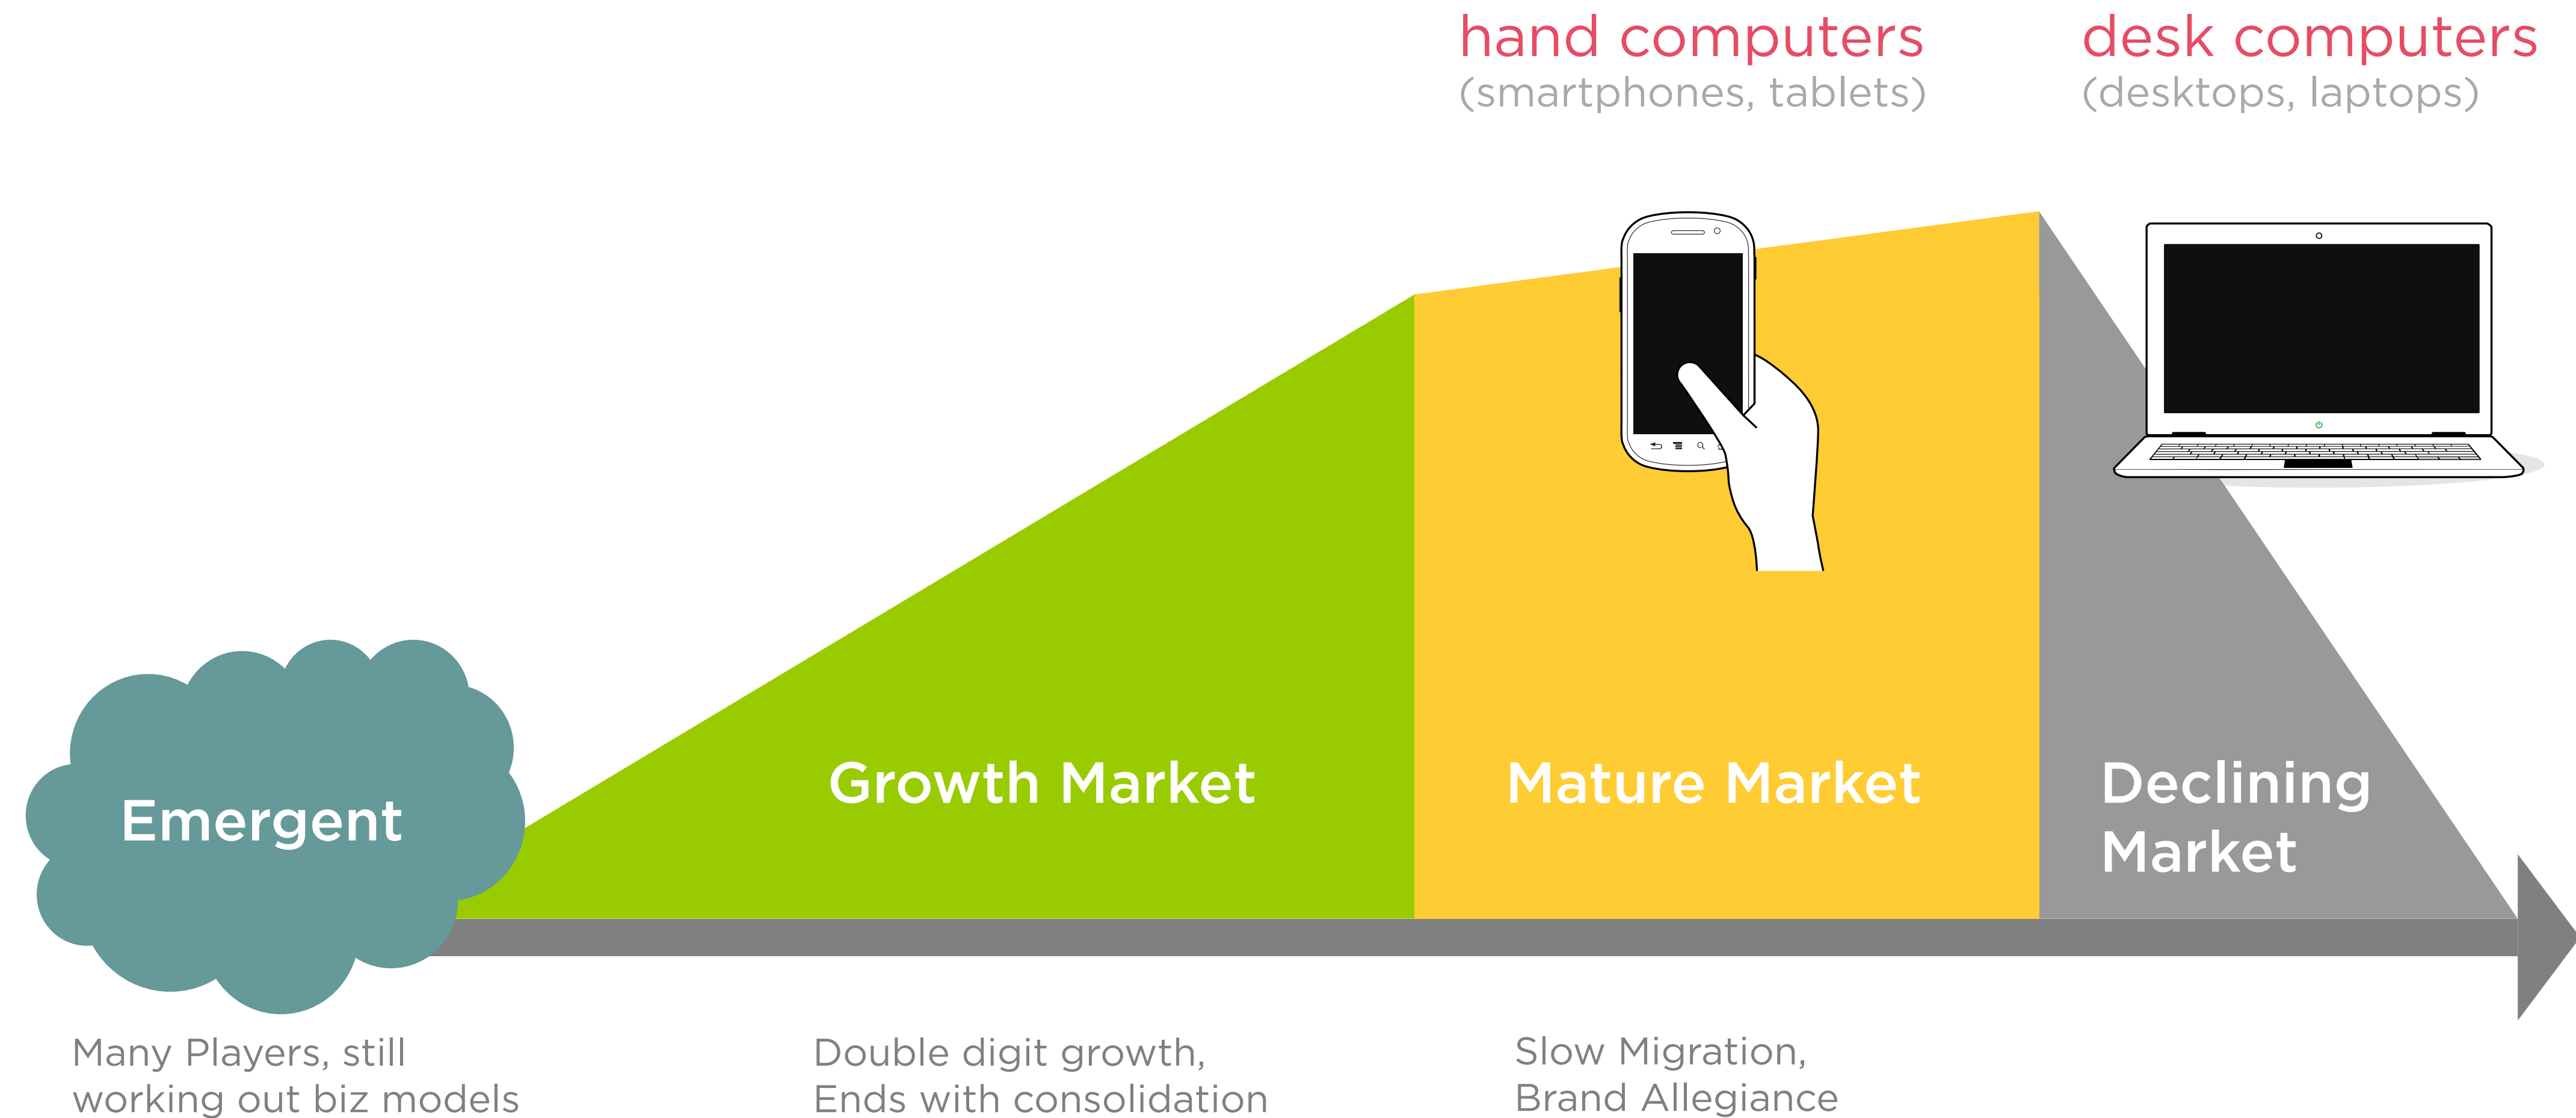 hand computers
(smartphones, tablets)
desk computers
(desktops, laptops)
Emergent
Growth Market
Mature Market
Declining
Market
Many Players, still
working out biz models
Double digit growth,
Ends with consolidation
Slow Migration,
Brand Allegiance